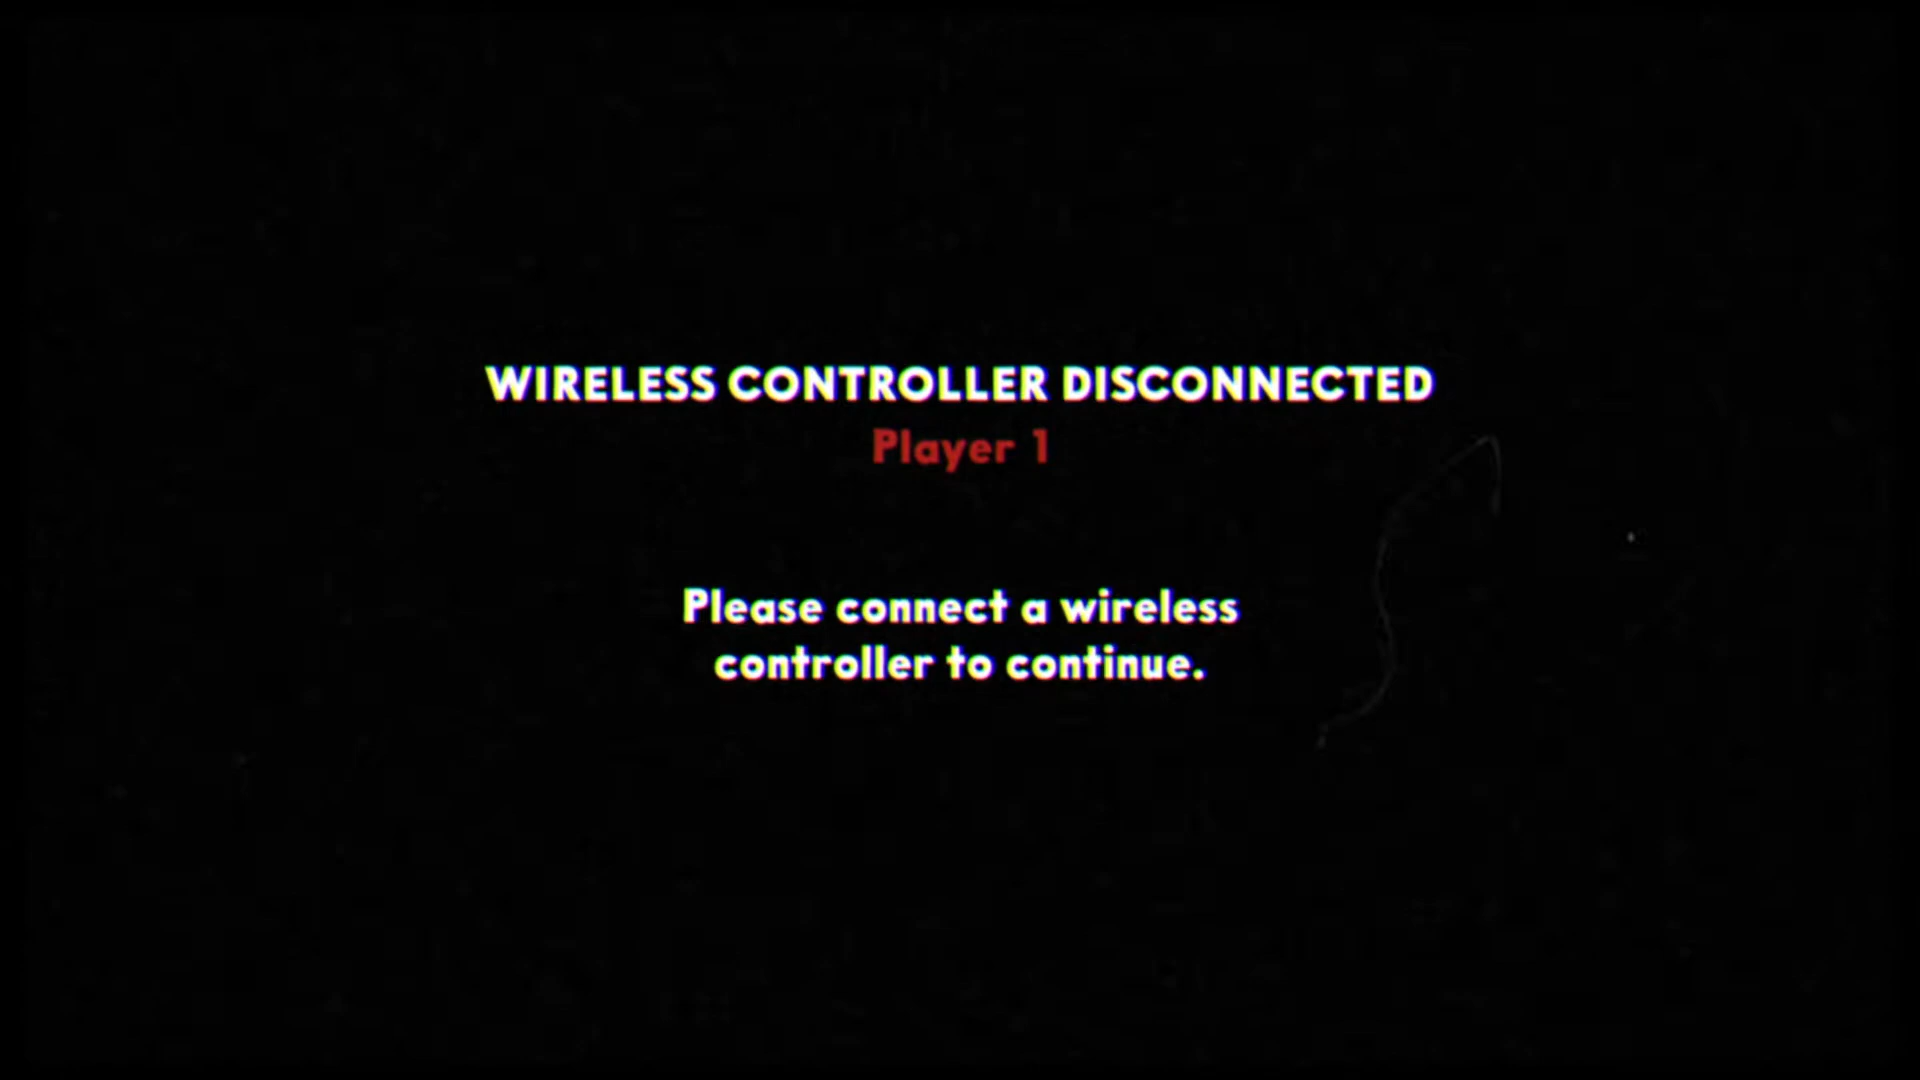 WIRELESS CONTROLLER DISCONNECTED
Player 1
Please connect a wireless
controller to continue.